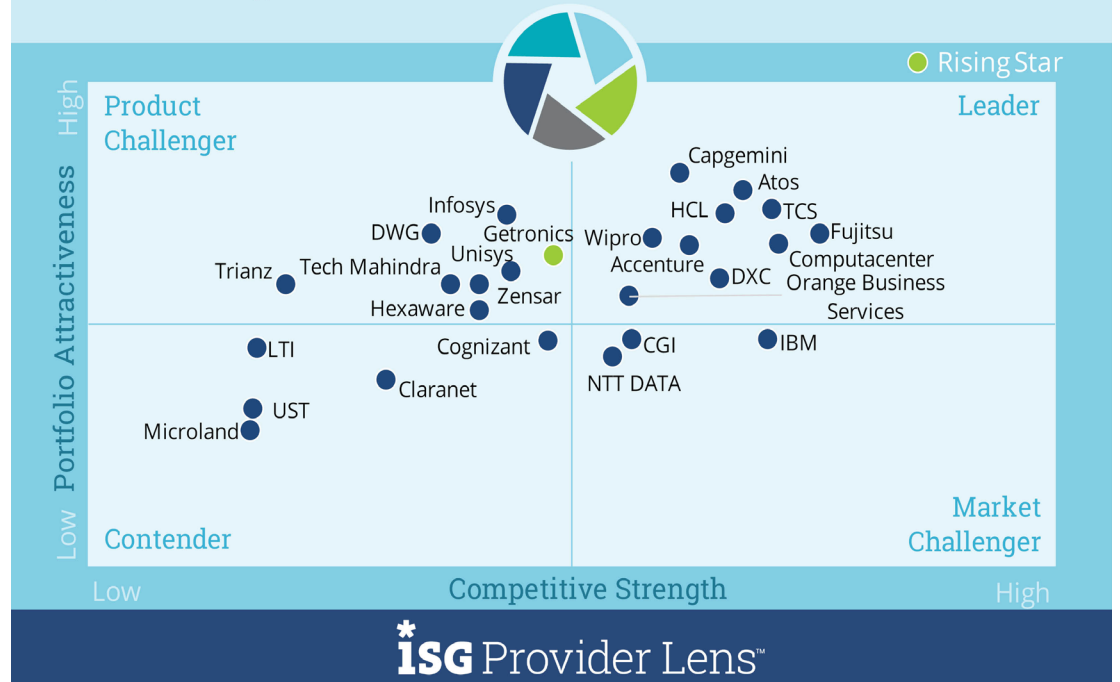 Rising Star
High
Product
Challenger
Leader
Capgemini
Atos
Infosys
HCL
TCS
DWG
Getronics
Wipro
Fujitsu
Unisys
Accenture
Computacenter
Trianz
Tech Mahindra
DXC
Orange Business
Services
Zensar
Hexaware
Portfolio Attractiveness
LTI
Cognizant
CGI
IBM
Claranet
NTT DATA
UST
Microland
Low
Contender
Market
Challenger
Low
Competitive Strength
High
*ISG Provider Lens™